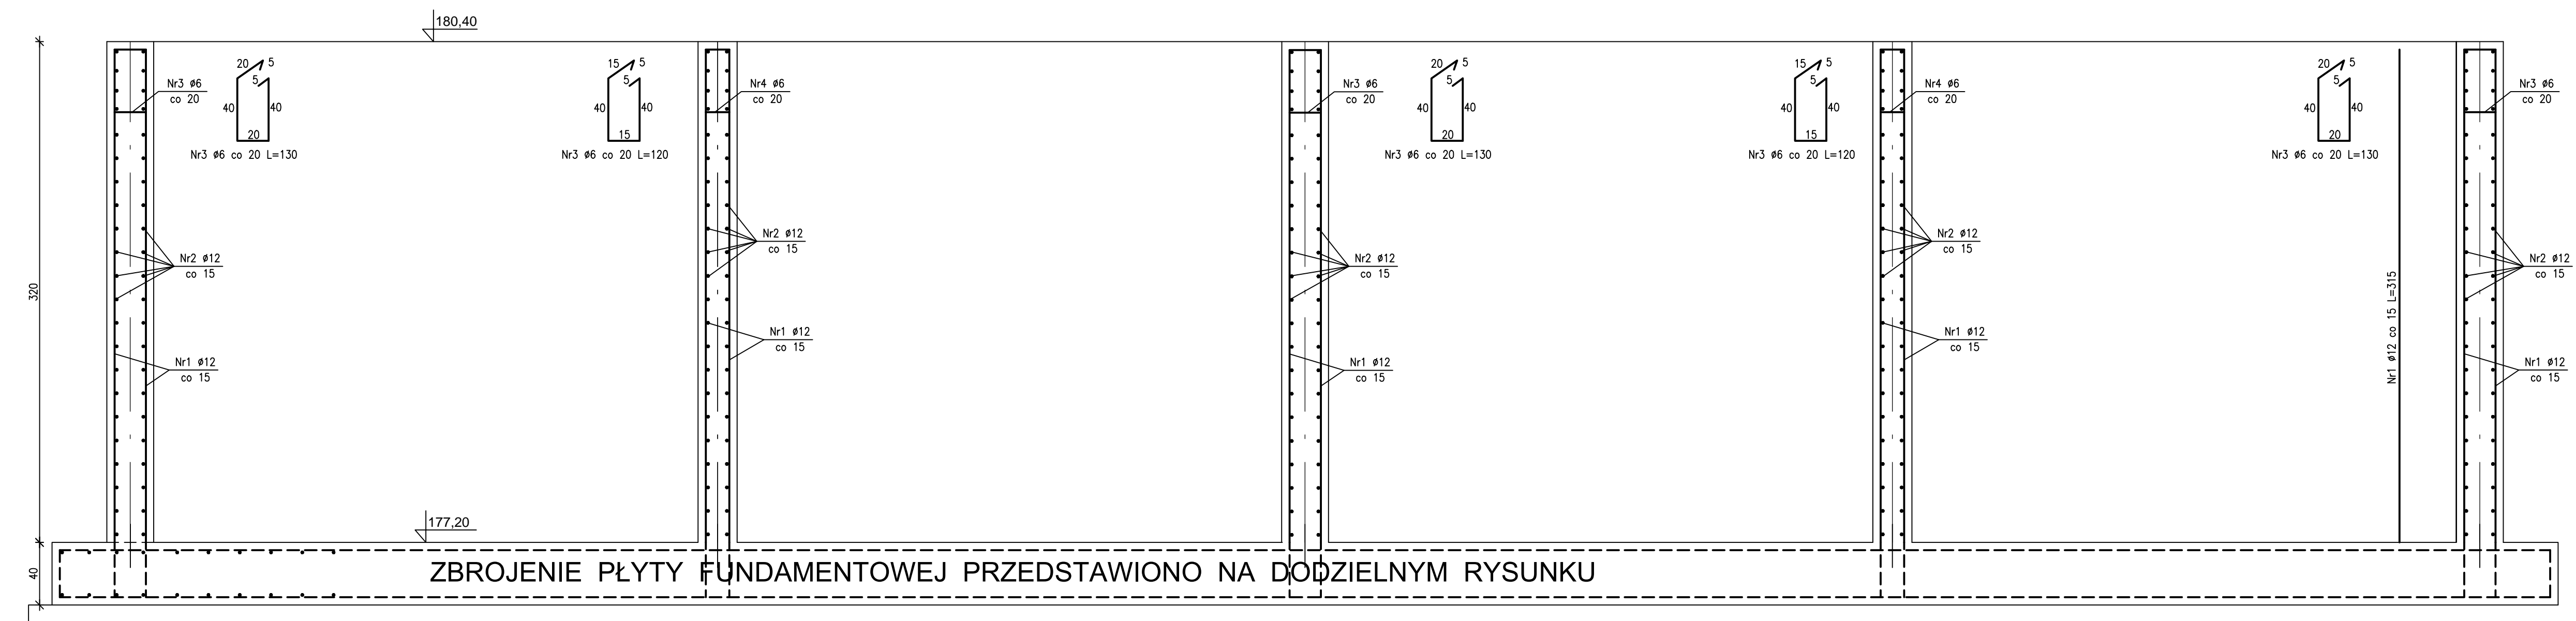 180,40
20 5
5
40 40
20
Nr3 ø6 co 20 L=130
Nr3 ø6
co 20
15 5
5
40 40
15
Nr3 ø6 co 20 L=120
Nr4 ø6
co 20
Nr3 ø6
co 20
20 5
5
40 40
20
Nr3 ø6 co 20 L=130
15 5
5
40 40
15
Nr3 ø6 co 20 L=120
Nr4 ø6
co 20
20 5
5
40 40
20
Nr3 ø6 co 20 L=130
Nr3 ø6
co 20
Nr2 ø12
co 15
Nr2 ø12
co 15
Nr2 ø12
co 15
Nr2 ø12
co 15
Nr2 ø12
co 15
320
Nr1 ø12
co 15
Nr1 ø12
co 15
Nr1 ø12
co 15
Nr1 ø12
co 15
Nr1 ø12 co 15 L=315
Nr1 ø12
co 15
177,20
40
ZBROJENIE PŁYTY FUNDAMENTOWEJ PRZEDSTAWIONO NA DODZIELNYM RYSUNKU